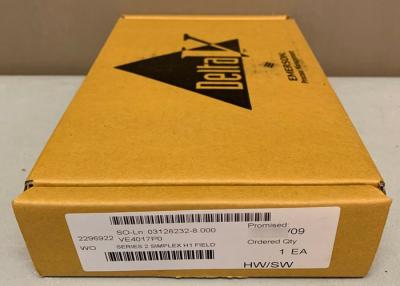 DeltaV
EMERSON
Process Management
SO-Ln: 03128232-8.000
Promised:
2296922
VE4017P0
/09
WO
SERIES 2 SIMPLEX H1 FIELD
Ordered Qty
1 EA
HW/SW